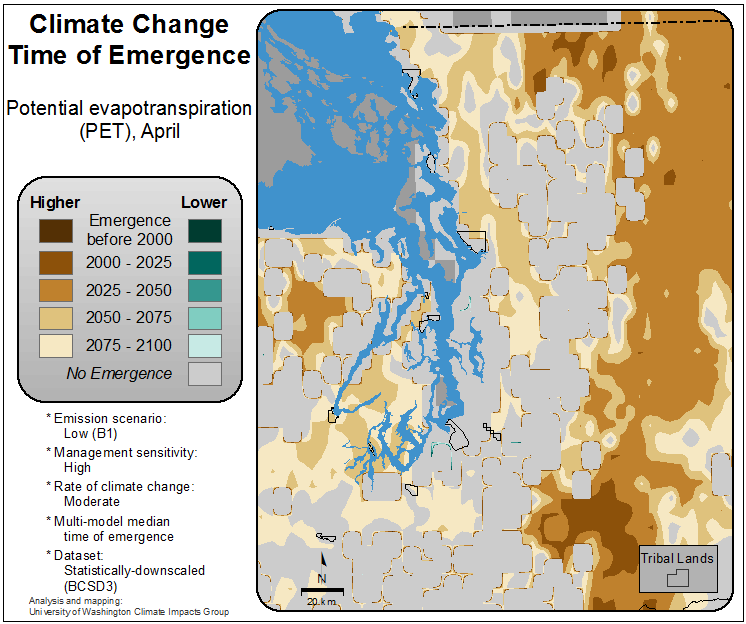 Climate Change
Time of Emergence
Potential evapotranspiration
(PET), April
Higher Lower
Emergence
before 2000
2000 - 2025
2025 - 2050
2050 - 2075
2075 - 2100
No Emergence
* Emission scenario:
Low (B1)
* Management sensitivity:
High
* Rate of climate change:
Moderate
* Multi-model median
time of emergence
* Dataset:
Statistically-downscaled
(BCSD3)
Analysis and mapping:
University of Washington Climate Impacts Group
N
20 km
Tribal Lands